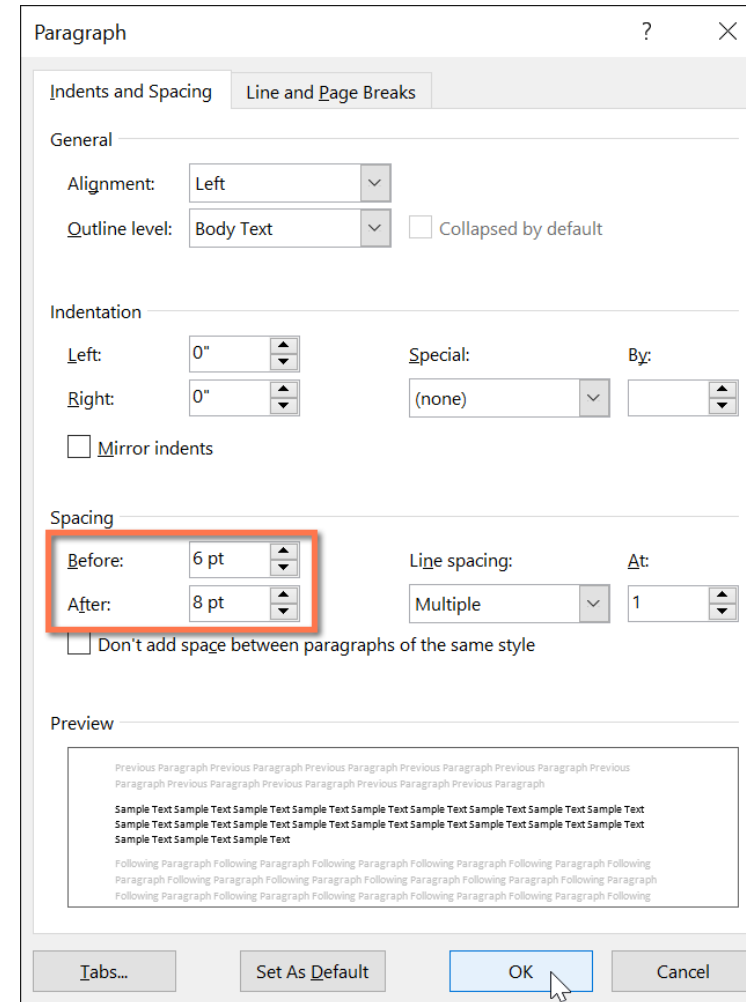 Paragraph ?
Indents and Spacing Line and Page Breaks
General
Alignment: Left
Outline level: Body Text Collapsed by default
Indentation
Left: 0" Special: By:
Right: 0" (none)
Mirror indents
Spacing
Before: 6 pt Line spacing: At:
After: 8 pt Multiple 1
Don't add space between paragraphs of the same style
Preview
Previous Paragraph Previous Paragraph Previous Paragraph Previous Paragraph Previous Paragraph Previous
Paragraph Previous Paragraph Previous Paragraph Previous Paragraph Previous Paragraph
Sample Text Sample Text Sample Text Sample Text Sample Text Sample Text Sample Text Sample Text Sample Text
Sample Text Sample Text Sample Text Sample Text Sample Text Sample Text Sample Text Sample Text Sample Text
Sample Text Sample Text Sample Text
Following Paragraph Following Paragraph Following Paragraph Following Paragraph Following Paragraph Following
Paragraph Following Paragraph Following Paragraph Following Paragraph Following Paragraph Following Paragraph
Following Paragraph Following Paragraph Following Paragraph Following Paragraph Following Paragraph Following
Tabs... Set As Default OK Cancel